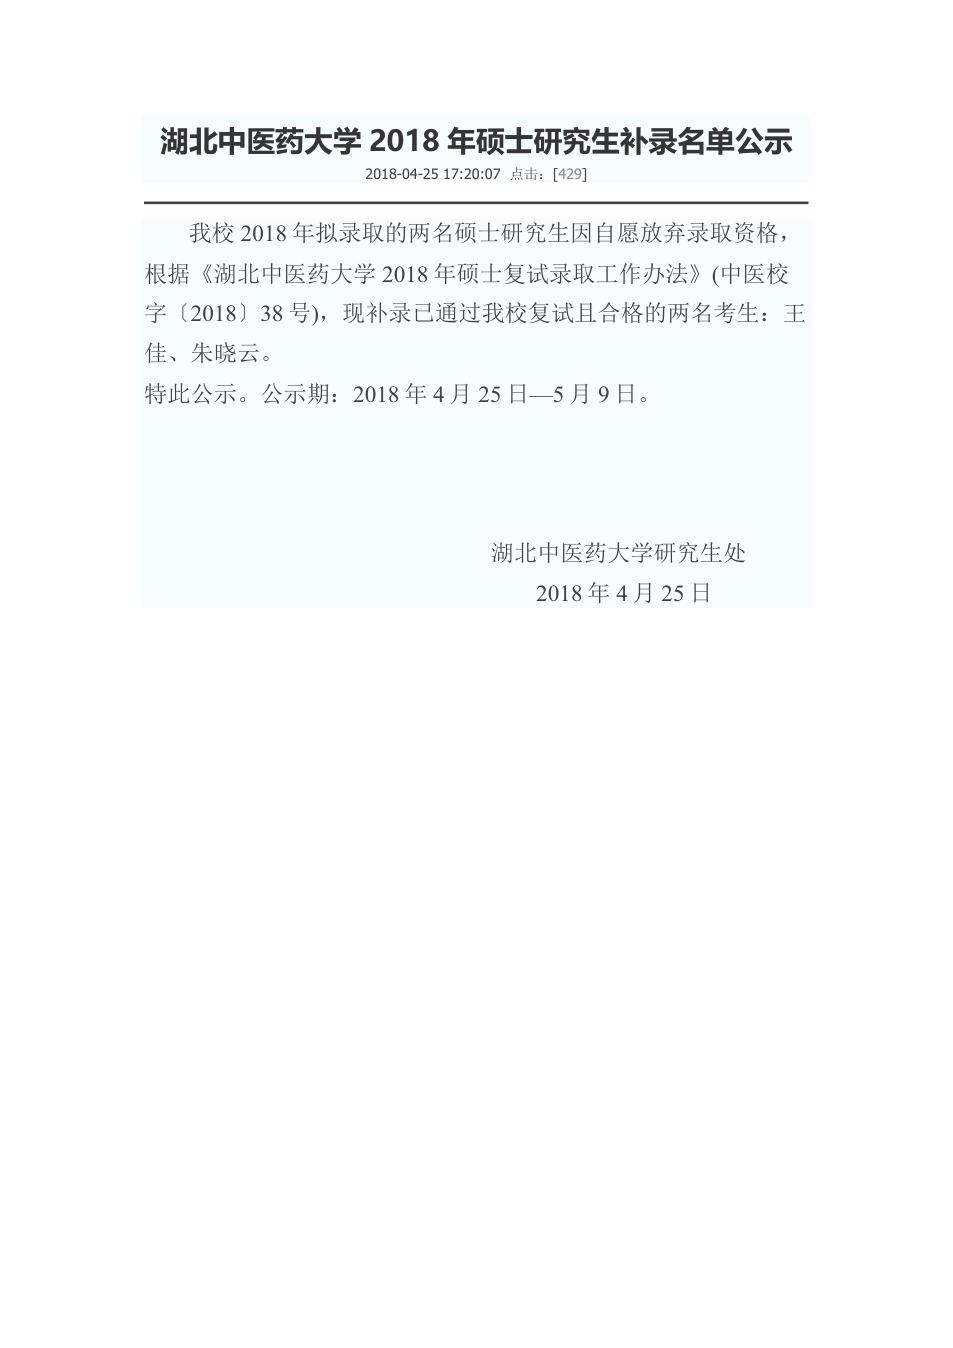 湖北中医药大学 2018 年硕士研究生补录名单公示
2018-04-25 17:20:07 点击：[429]
我校 2018 年拟录取的两名硕士研究生因自愿放弃录取资格，
根据《湖北中医药大学 2018 年硕士复试录取工作办法》(中医校
字〔2018〕38 号)，现补录已通过我校复试且合格的两名考生：王
佳、朱晓云。
特此公示。公示期：2018 年 4 月 25 日—5 月 9 日。
湖北中医药大学研究生处
2018 年 4 月 25 日